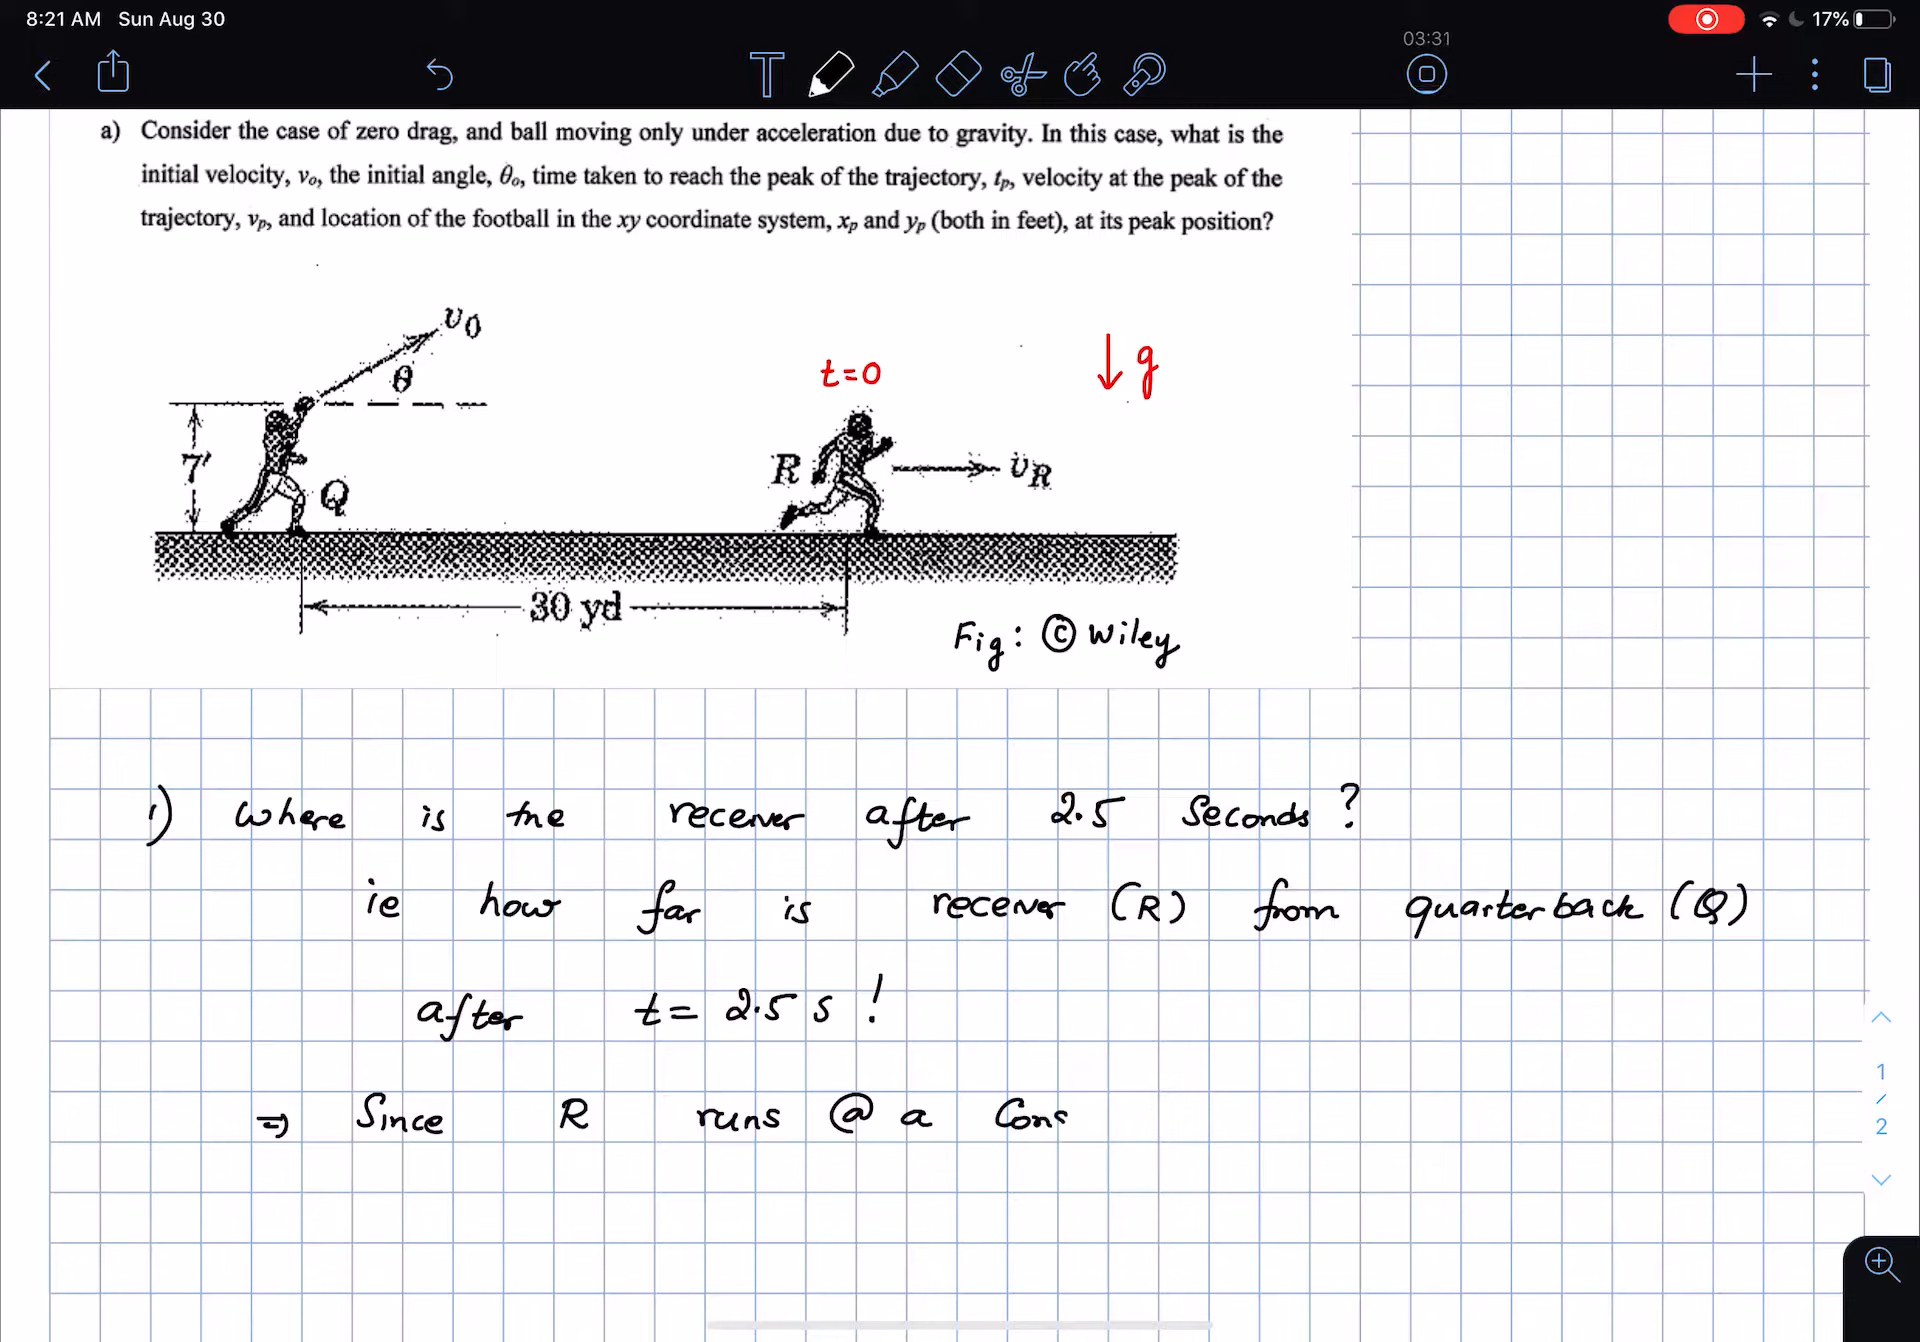 8:21 AM Sun Aug 30
17%
03:31
T
a) Consider the case of zero drag, and ball moving only under acceleration due to gravity. In this case, what is the
initial velocity, vo, the initial angle, θo, time taken to reach the peak of the trajectory, tp, velocity at the peak of the
trajectory, vp, and location of the football in the xy coordinate system, xp and yp (both in feet), at its peak position?
v0
θ
t=0
g
7'
Q
R
vR
30 yd
Fig: © Wiley
1) Where is the receiver after 2.5 Seconds?
ie how far is receiver (R) from quarterback (Q)
after t= 2.5 s!
⇒ Since R runs @ a Cons
1
/
2